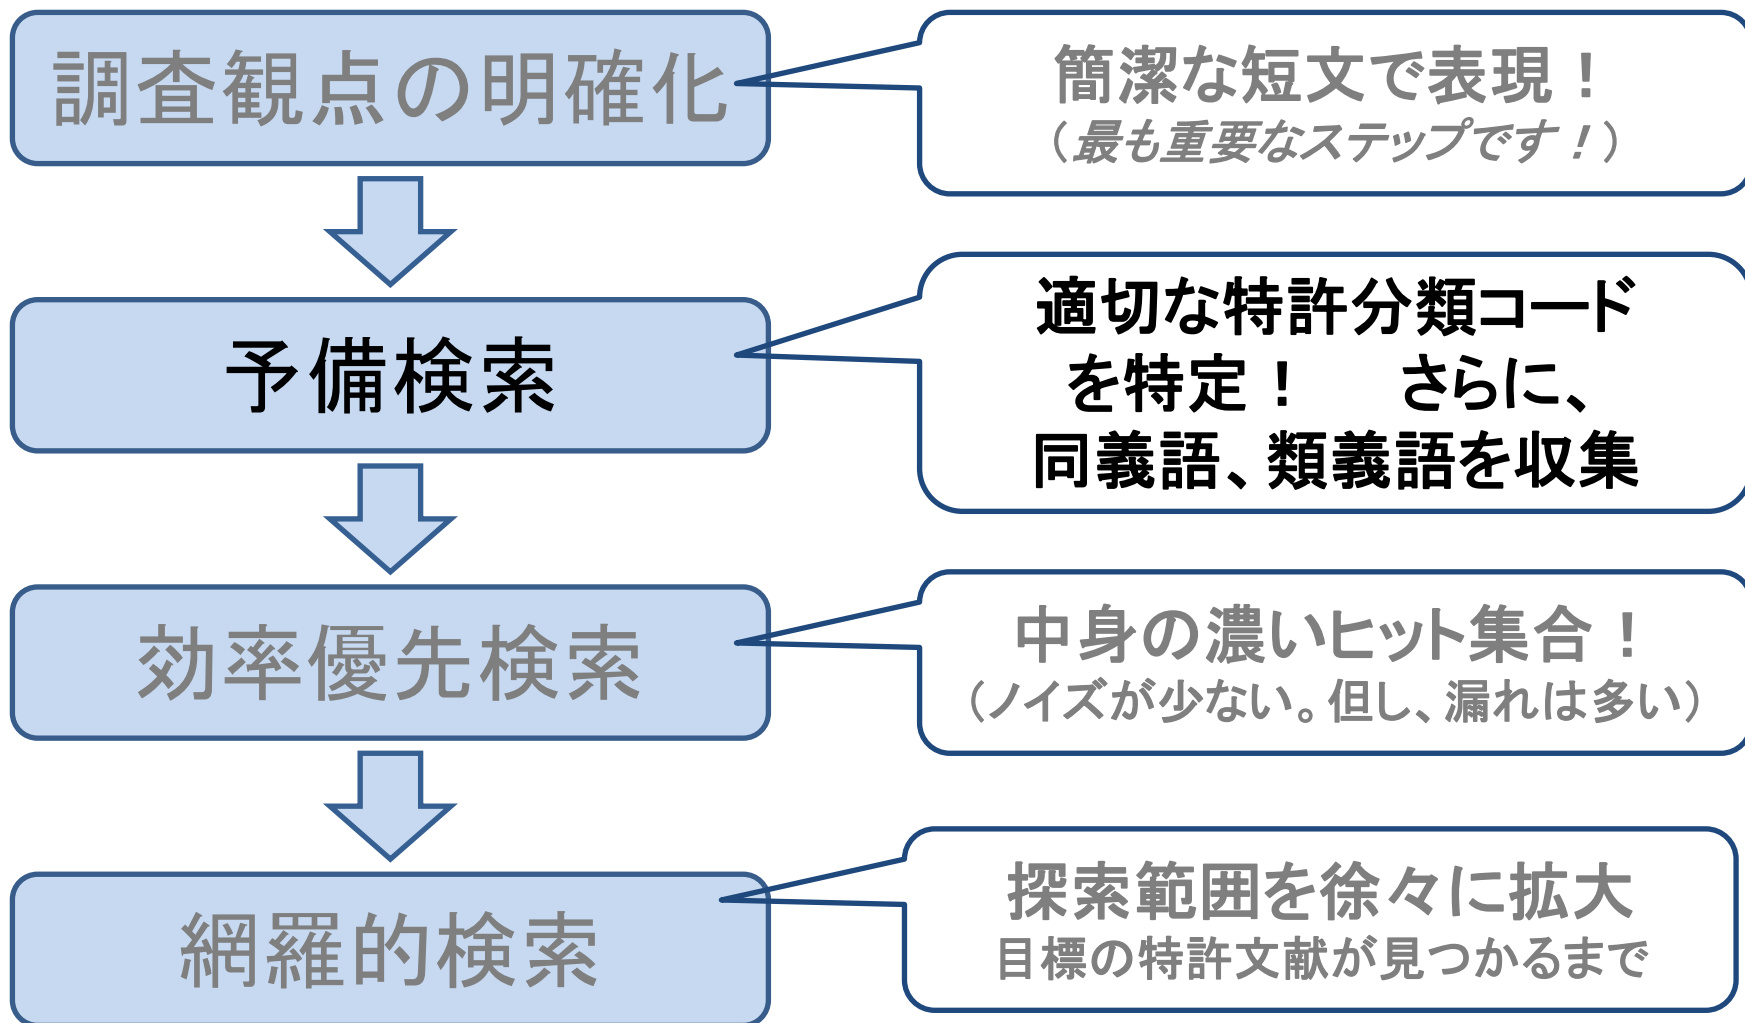 調査観点の明確化
簡潔な短文で表現！
（最も重要なステップです！）
予備検索
適切な特許分類コード
を特定！　さらに、
同義語、類義語を収集
効率優先検索
中身の濃いヒット集合！
（ノイズが少ない。但し、漏れは多い）
網羅的検索
探索範囲を徐々に拡大
目標の特許文献が見つかるまで